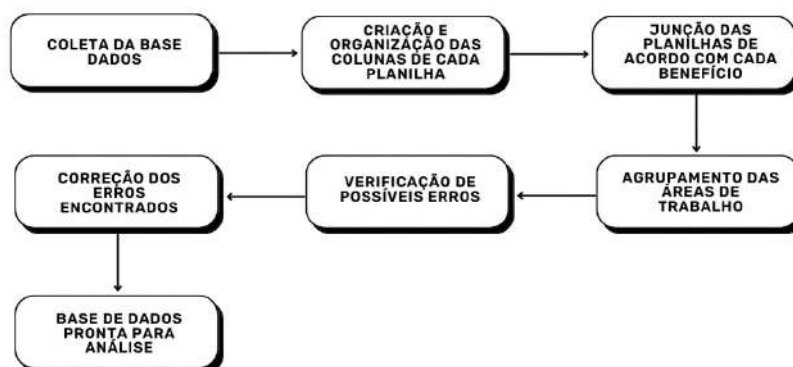 COLETA DA BASE
DADOS
CRIAÇÃO E
ORGANIZAÇÃO DAS
COLUNAS DE CADA
PLANILHA
JUNÇÃO DAS
PLANILHAS DE
ACORDO COM CADA
BENEFÍCIO
AGRUPAMENTO DAS
ÁREAS DE
TRABALHO
VERIFICAÇÃO DE
POSSÍVEIS ERROS
CORREÇÃO DOS
ERROS
ENCONTRADOS
BASE DE DADOS
PRONTA PARA
ANÁLISE